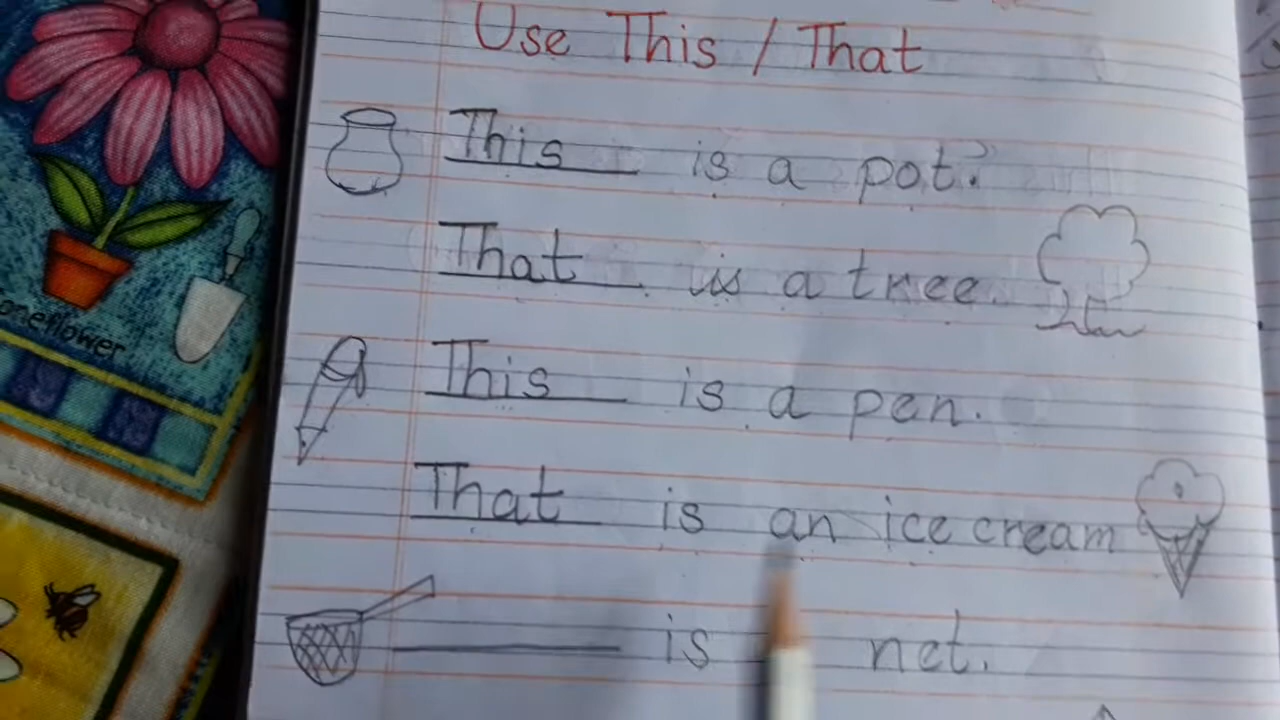 Use This / That
This is a pot.
That is a tree.
This is a pen.
That is an ice cream
is net.
oneflower